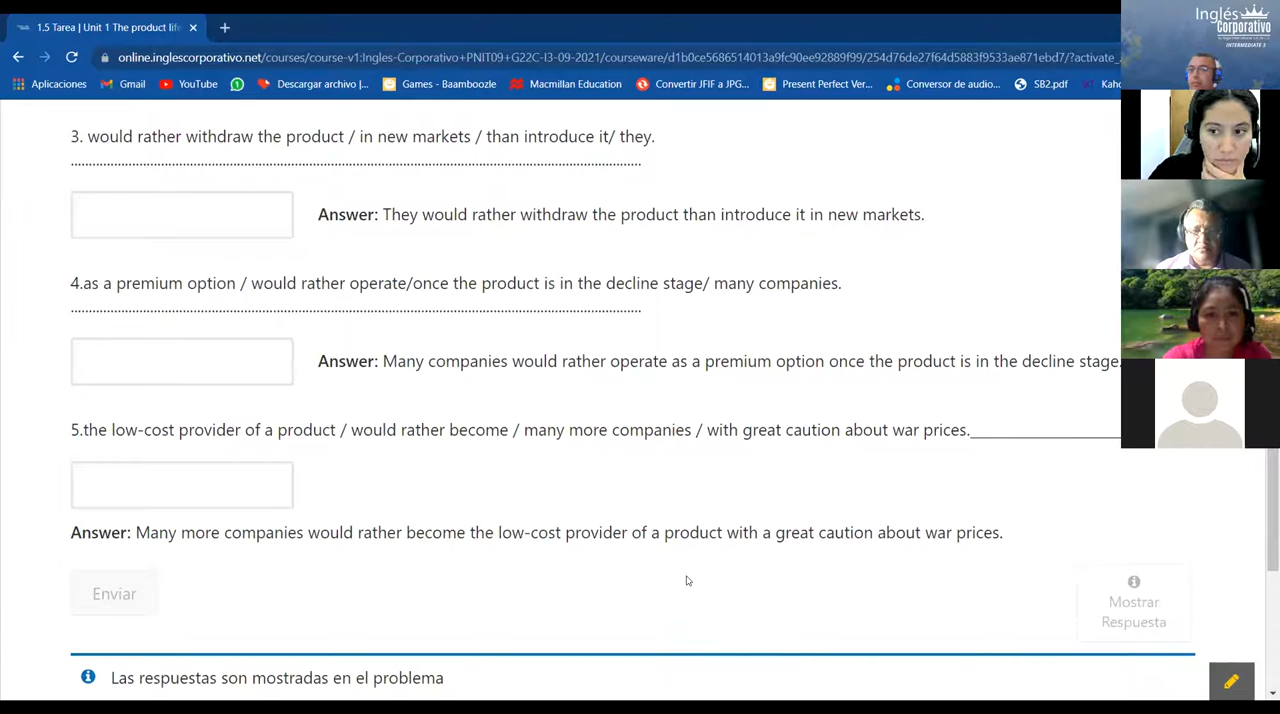 1.5 Tarea | Unit 1 The product lif
online.inglescorporativo.net/courses/course-v1:Ingles-Corporativo+PNIT09+G22C-I3-09-2021/courseware/d1b0ce5686514013a9fc90ee92889f99/254d76de27f64d5883f9533ae871ebd7/?activate_
Aplicaciones Gmail YouTube Descargar archivo |... Games - Baamboozle Macmillan Education Convertir JFIF a JPG... Present Perfect Ver... Conversor de audio... SB2.pdf Kaho
Inglés
Corporativo
INTERMEDIATE 3
3. would rather withdraw the product / in new markets / than introduce it/ they.
Answer: They would rather withdraw the product than introduce it in new markets.
4.as a premium option / would rather operate/once the product is in the decline stage/ many companies.
Answer: Many companies would rather operate as a premium option once the product is in the decline stage.
5.the low-cost provider of a product / would rather become / many more companies / with great caution about war prices.
Answer: Many more companies would rather become the low-cost provider of a product with a great caution about war prices.
Enviar
Mostrar
Respuesta
Las respuestas son mostradas en el problema